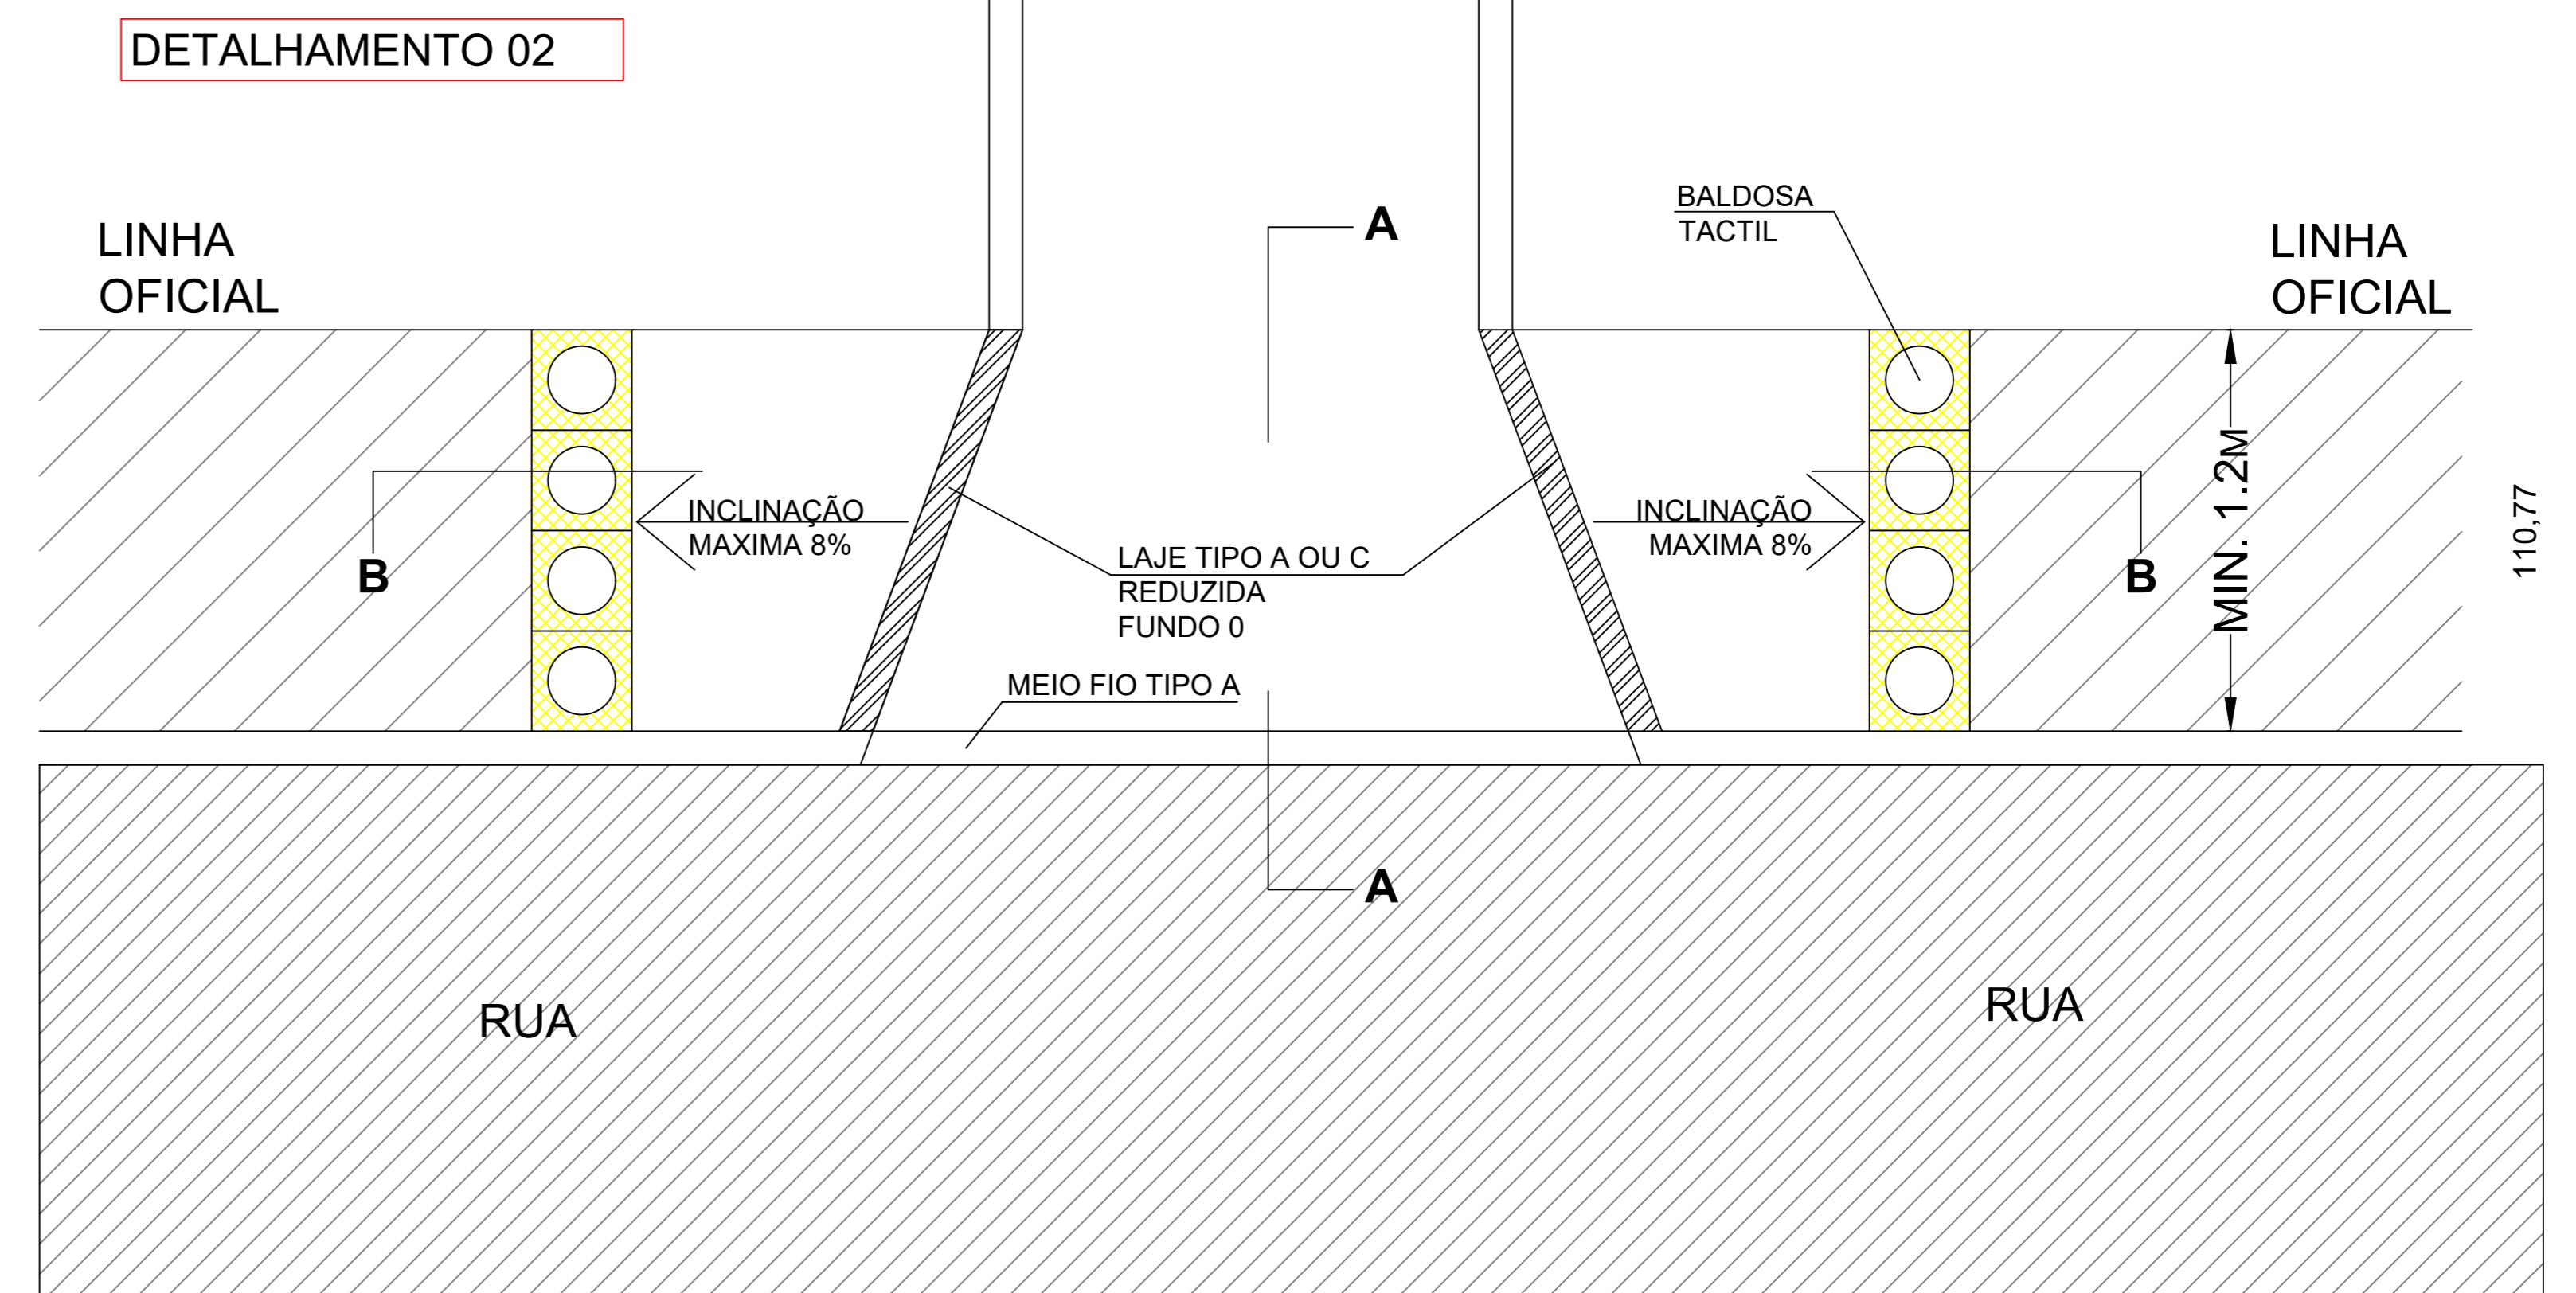 DETALHAMENTO 02
LINHA
OFICIAL
A
BALDOSA
TACTIL
LINHA
OFICIAL
B
INCLINAÇÃO
MAXIMA 8%
LAJE TIPO A OU C
REDUZIDA
FUNDO 0
MEIO FIO TIPO A
INCLINAÇÃO
MAXIMA 8%
B
MIN. 1.2M
110,77
A
RUA
RUA